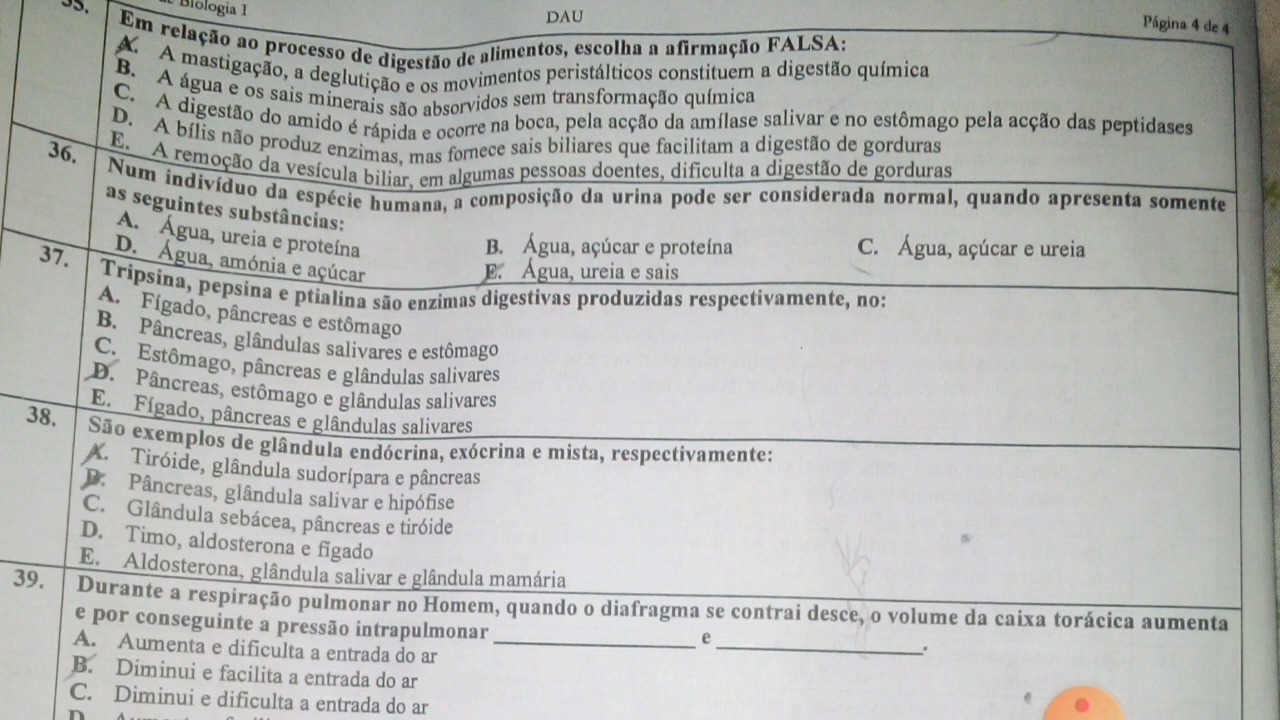 Biologia I
DAU
Página 4 de 4
35.
Em relação ao processo de digestão de alimentos, escolha a afirmação FALSA:
A. A mastigação, a deglutição e os movimentos peristálticos constituem a digestão química
B. A água e os sais minerais são absorvidos sem transformação química
C. A digestão do amido é rápida e ocorre na boca, pela acção da amílase salivar e no estômago pela acção das peptidases
D. A bílis não produz enzimas, mas fornece sais biliares que facilitam a digestão de gorduras
E. A remoção da vesícula biliar, em algumas pessoas doentes, dificulta a digestão de gorduras
36. Num indivíduo da espécie humana, a composição da urina pode ser considerada normal, quando apresenta somente
as seguintes substâncias:
A. Água, ureia e proteína B. Água, açúcar e proteína C. Água, açúcar e ureia
D. Água, amónia e açúcar E. Água, ureia e sais
37. Tripsina, pepsina e ptialina são enzimas digestivas produzidas respectivamente, no:
A. Fígado, pâncreas e estômago
B. Pâncreas, glândulas salivares e estômago
C. Estômago, pâncreas e glândulas salivares
D. Pâncreas, estômago e glândulas salivares
E. Fígado, pâncreas e glândulas salivares
38. São exemplos de glândula endócrina, exócrina e mista, respectivamente:
A. Tiróide, glândula sudorípara e pâncreas
B. Pâncreas, glândula salivar e hipófise
C. Glândula sebácea, pâncreas e tiróide
D. Timo, aldosterona e fígado
E. Aldosterona, glândula salivar e glândula mamária
39. Durante a respiração pulmonar no Homem, quando o diafragma se contrai desce, o volume da caixa torácica aumenta
e por conseguinte a pressão intrapulmonar ____________ e ____________.
A. Aumenta e dificulta a entrada do ar
B. Diminui e facilita a entrada do ar
C. Diminui e dificulta a entrada do ar